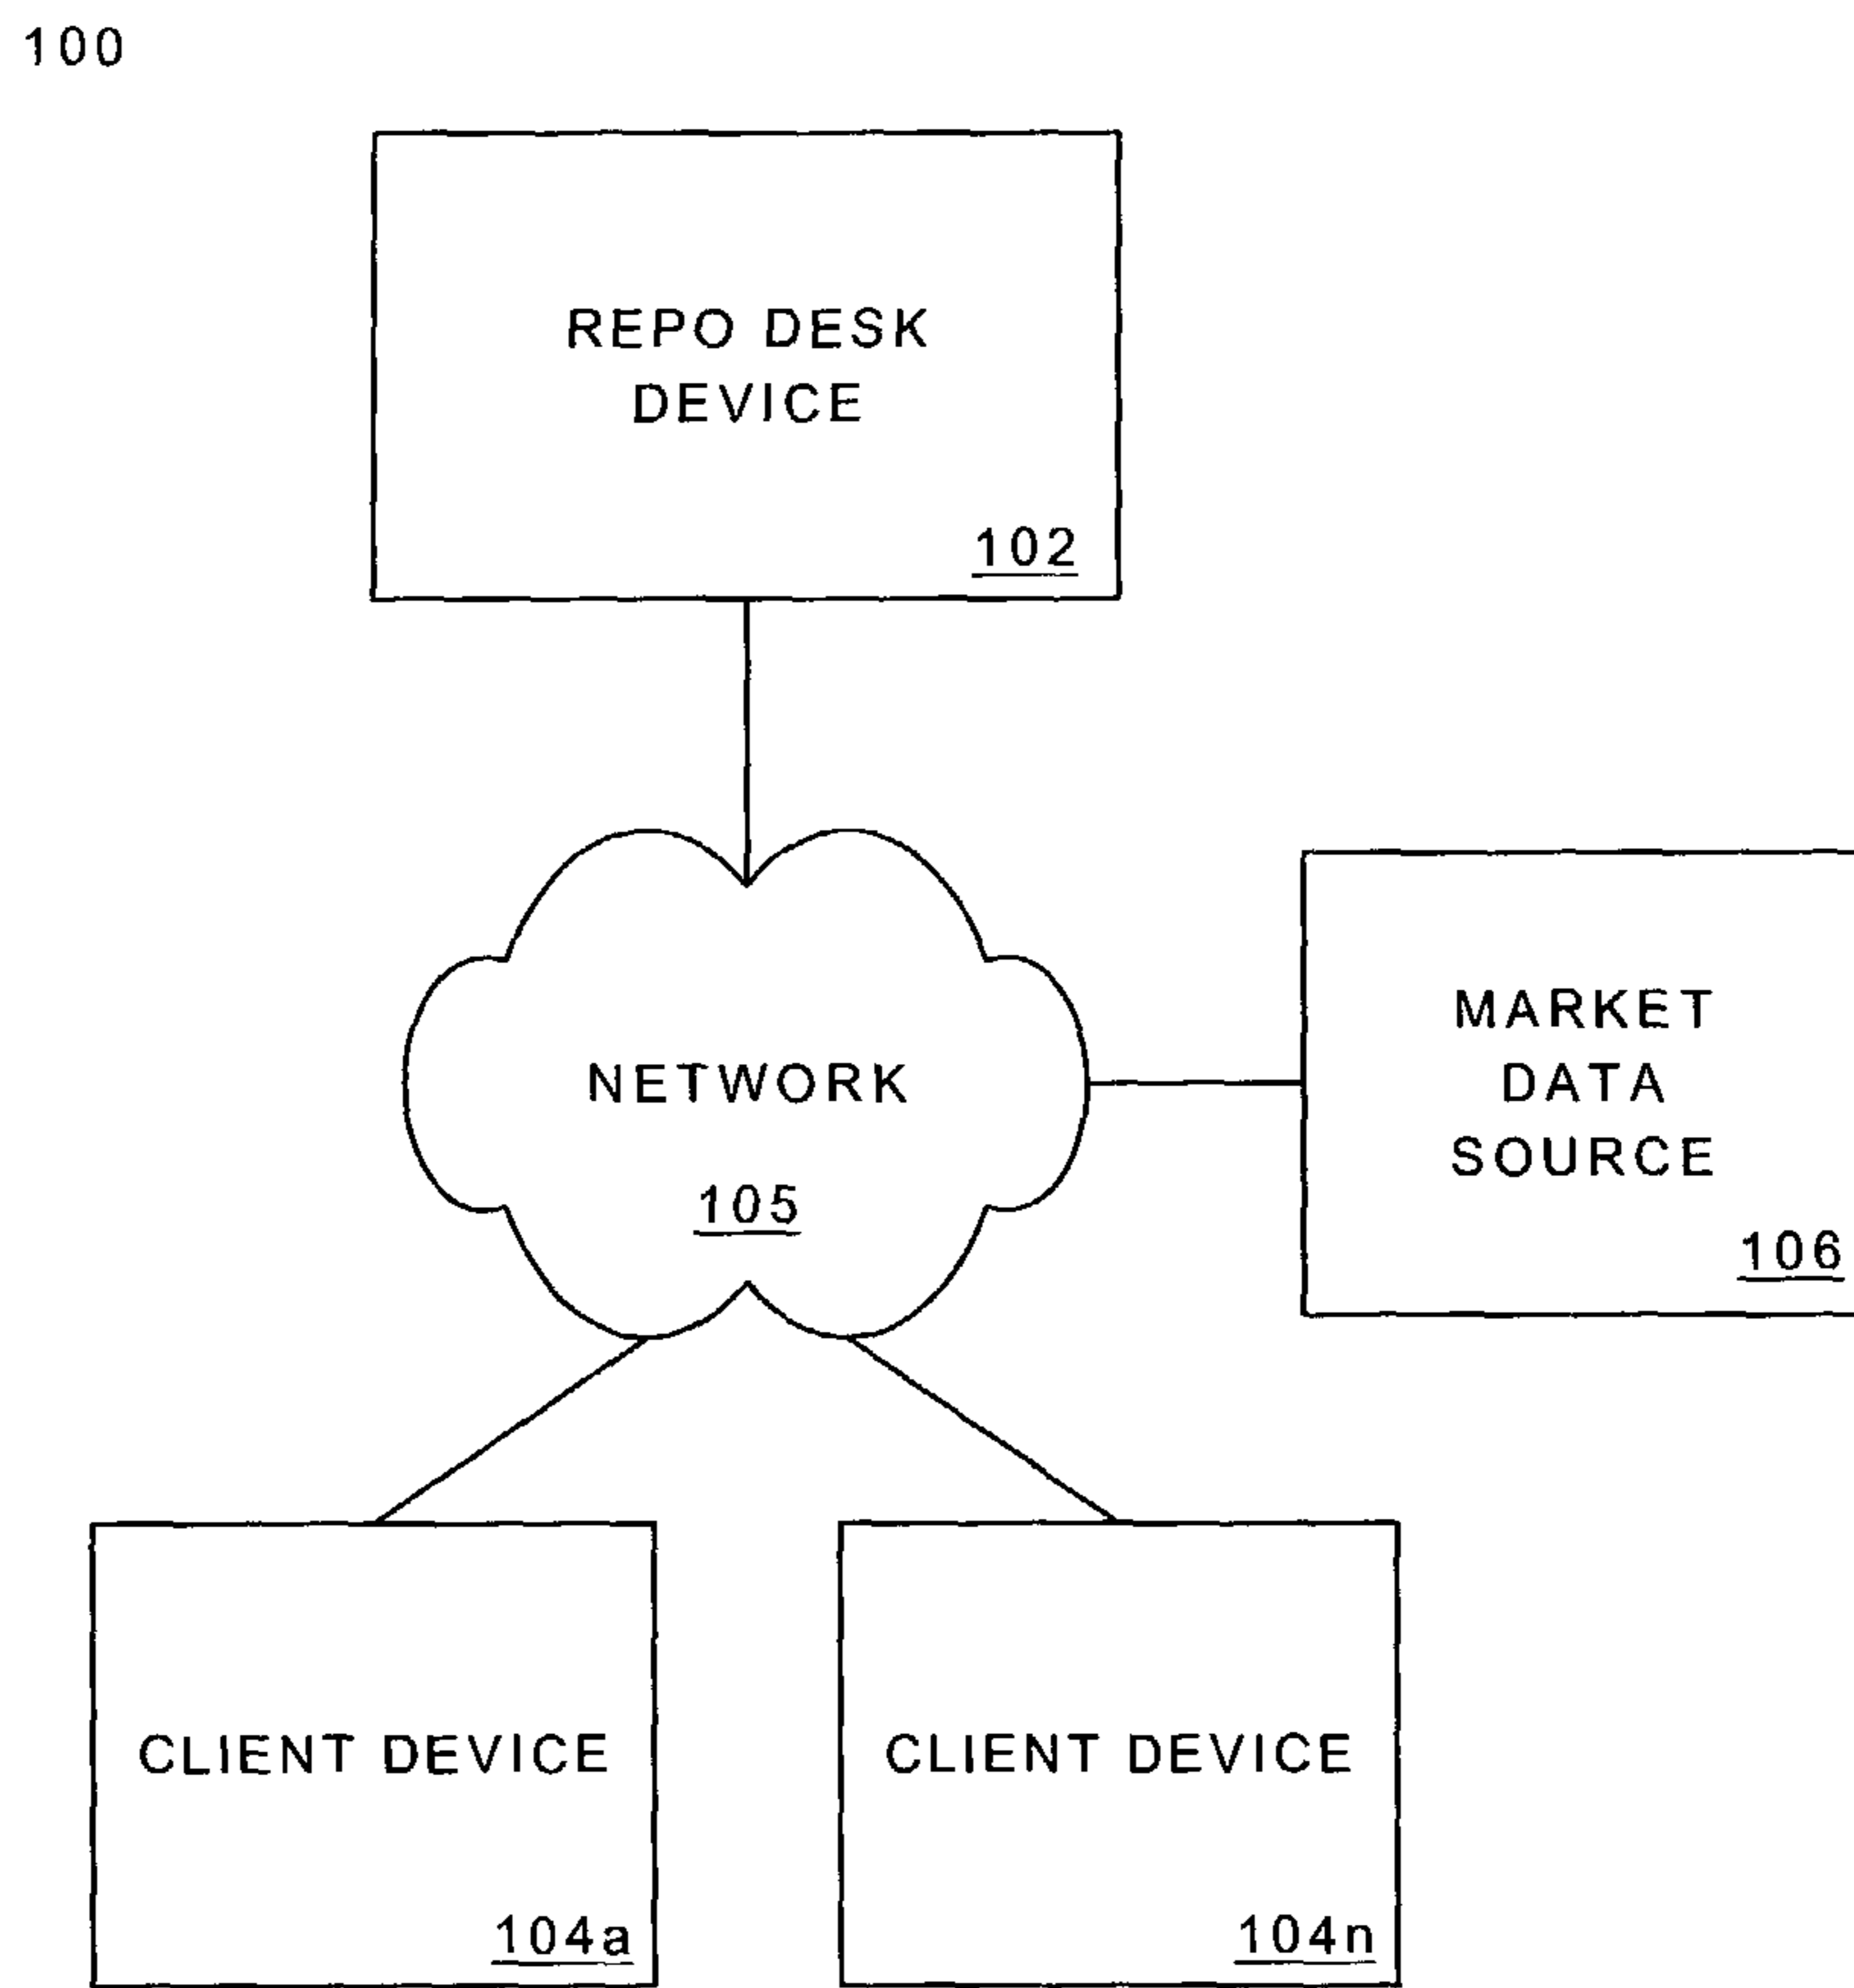 100
REPO DESK
DEVICE
102
NETWORK
105
MARKET
DATA
SOURCE
106
CLIENT DEVICE
104a
CLIENT DEVICE
104n